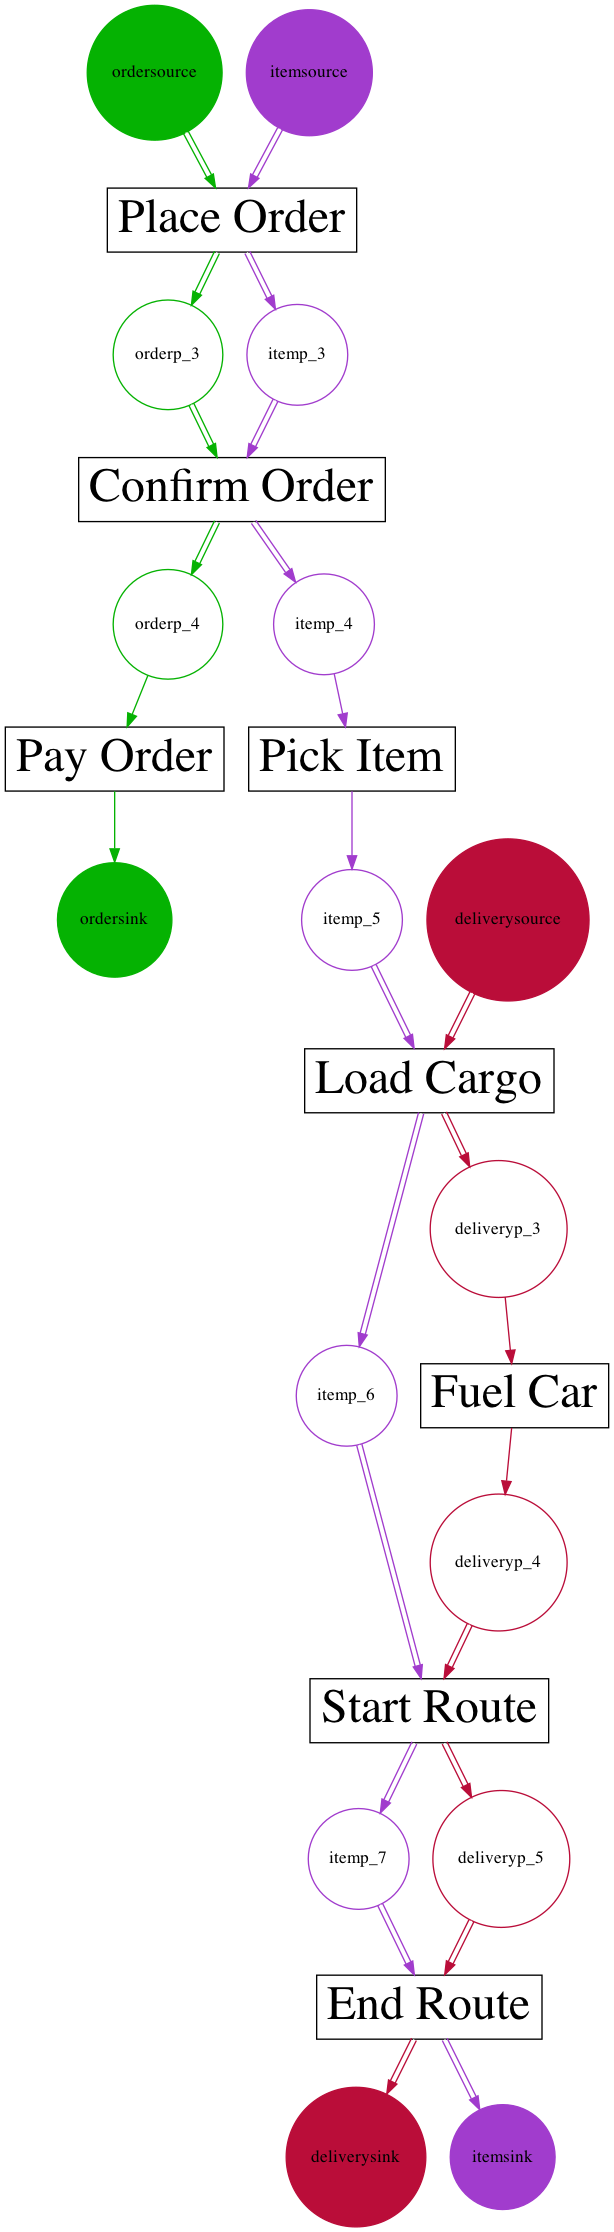 ordersource
itemsource
Place Order
orderp_3
itemp_3
Confirm Order
orderp_4
itemp_4
Pay Order
Pick Item
ordersink
itemp_5
deliverysource
Load Cargo
deliveryp_3
itemp_6
Fuel Car
deliveryp_4
Start Route
itemp_7
deliveryp_5
End Route
deliverysink
itemsink